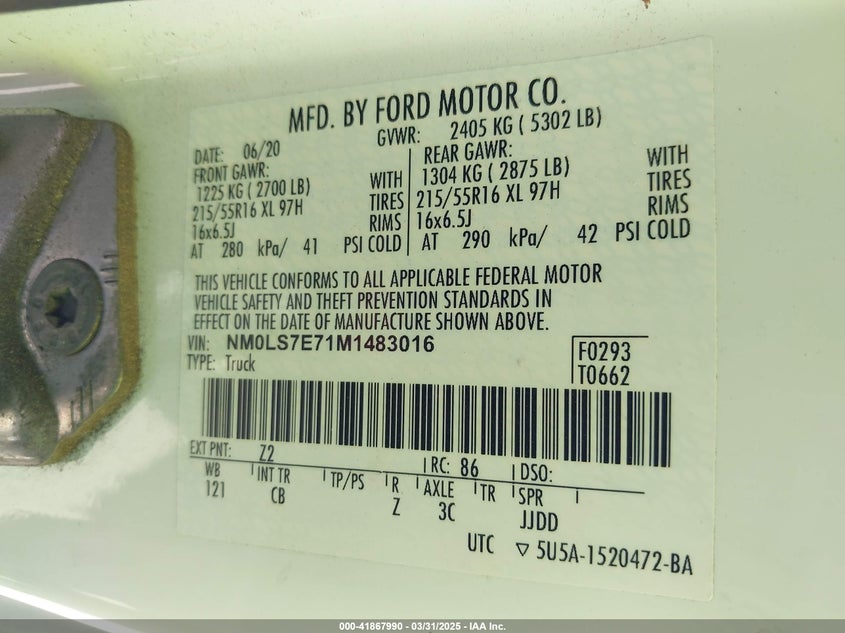 MFD. BY FORD MOTOR CO.
DATE: 06/20 GVWR: 2405 KG ( 5302 LB)
FRONT GAWR: REAR GAWR:
1225 KG ( 2700 LB) WITH 1304 KG ( 2875 LB) WITH
215/55R16 XL 97H TIRES 215/55R16 XL 97H TIRES
16x6.5J RIMS 16x6.5J RIMS
AT 280 kPa/ 41 PSI COLD AT 290 kPa/ 42 PSI COLD
THIS VEHICLE CONFORMS TO ALL APPLICABLE FEDERAL MOTOR
VEHICLE SAFETY AND THEFT PREVENTION STANDARDS IN
EFFECT ON THE DATE OF MANUFACTURE SHOWN ABOVE.
VIN: NM0LS7E71M1483016 F0293
TYPE: Truck T0662
EXT PNT: Z2 RC: 86 DSO:
WB INT TR TP/PS R AXLE TR SPR
121 CB Z 3C JJDD
UTC ▽ 5U5A-1520472-BA
000-41867990 - 03/31/2025 - IAA Inc.